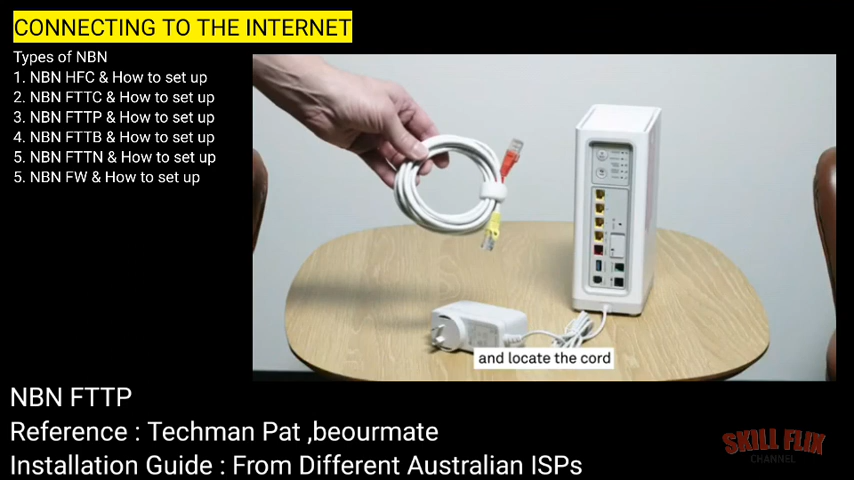 CONNECTING TO THE INTERNET
Types of NBN
1. NBN HFC & How to set up
2. NBN FTTC & How to set up
3. NBN FTTP & How to set up
4. NBN FTTB & How to set up
5. NBN FTTN & How to set up
5. NBN FW & How to set up
and locate the cord
NBN FTTP
Reference : Techman Pat ,beourmate
Installation Guide : From Different Australian ISPs
SKILL FLIX
CHANNEL